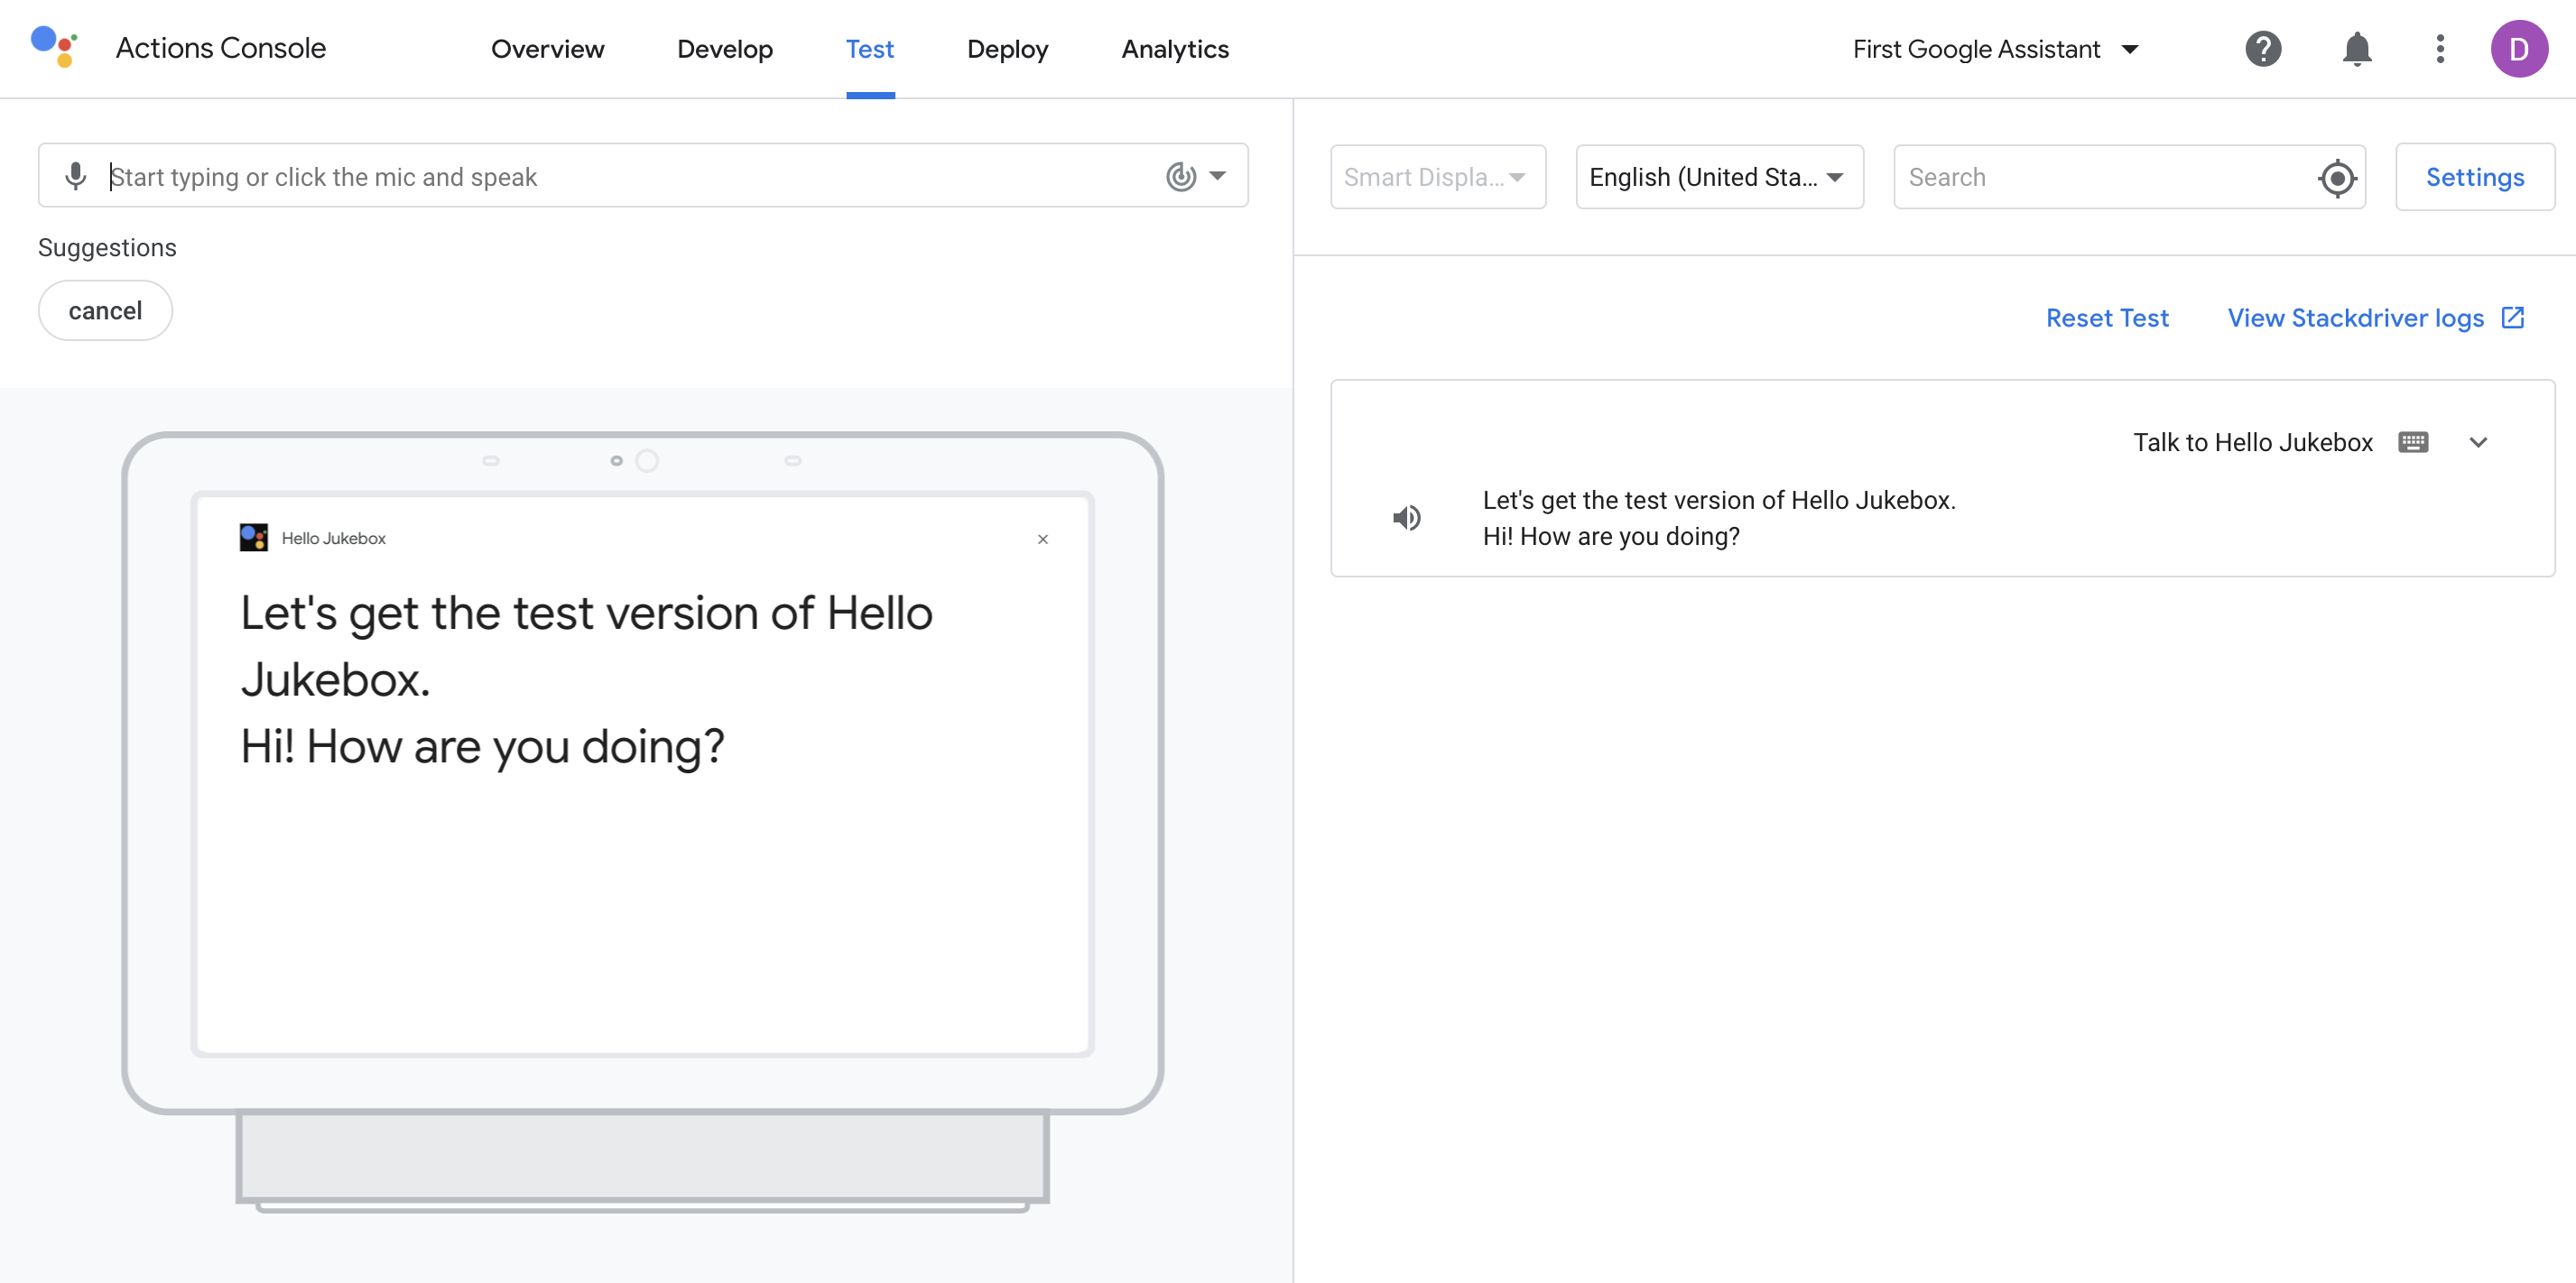 Actions Console
Overview
Develop
Test
Deploy
Analytics
First Google Assistant
D
Start typing or click the mic and speak
Suggestions
cancel
Smart Displa...
English (United Sta...
Search
Settings
Reset Test
View Stackdriver logs
Talk to Hello Jukebox
Let's get the test version of Hello Jukebox.
Hi! How are you doing?
Hello Jukebox
Let's get the test version of Hello
Jukebox.
Hi! How are you doing?